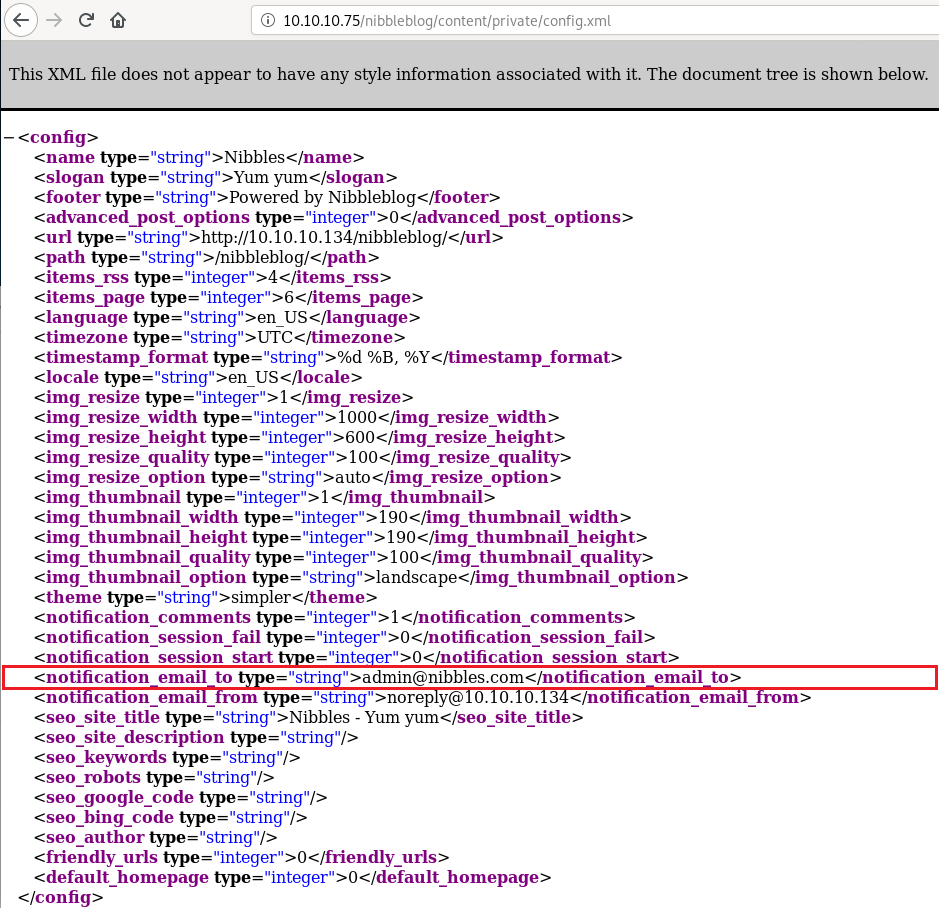 10.10.10.75/nibbleblog/content/private/config.xml
This XML file does not appear to have any style information associated with it. The document tree is shown below.
−<config>
<name type="string">Nibbles</name>
<slogan type="string">Yum yum</slogan>
<footer type="string">Powered by Nibbleblog</footer>
<advanced_post_options type="integer">0</advanced_post_options>
<url type="string">http://10.10.10.134/nibbleblog/</url>
<path type="string">/nibbleblog/</path>
<items_rss type="integer">4</items_rss>
<items_page type="integer">6</items_page>
<language type="string">en_US</language>
<timezone type="string">UTC</timezone>
<timestamp_format type="string">%d %B, %Y</timestamp_format>
<locale type="string">en_US</locale>
<img_resize type="integer">1</img_resize>
<img_resize_width type="integer">1000</img_resize_width>
<img_resize_height type="integer">600</img_resize_height>
<img_resize_quality type="integer">100</img_resize_quality>
<img_resize_option type="string">auto</img_resize_option>
<img_thumbnail type="integer">1</img_thumbnail>
<img_thumbnail_width type="integer">190</img_thumbnail_width>
<img_thumbnail_height type="integer">190</img_thumbnail_height>
<img_thumbnail_quality type="integer">100</img_thumbnail_quality>
<img_thumbnail_option type="string">landscape</img_thumbnail_option>
<theme type="string">simpler</theme>
<notification_comments type="integer">1</notification_comments>
<notification_session_fail type="integer">0</notification_session_fail>
<notification_session_start type="integer">0</notification_session_start>
<notification_email_to type="string">admin@nibbles.com</notification_email_to>
<notification_email_from type="string">noreply@10.10.10.134</notification_email_from>
<seo_site_title type="string">Nibbles - Yum yum</seo_site_title>
<seo_site_description type="string"/>
<seo_keywords type="string"/>
<seo_robots type="string"/>
<seo_google_code type="string"/>
<seo_bing_code type="string"/>
<seo_author type="string"/>
<friendly_urls type="integer">0</friendly_urls>
<default_homepage type="integer">0</default_homepage>
</config>